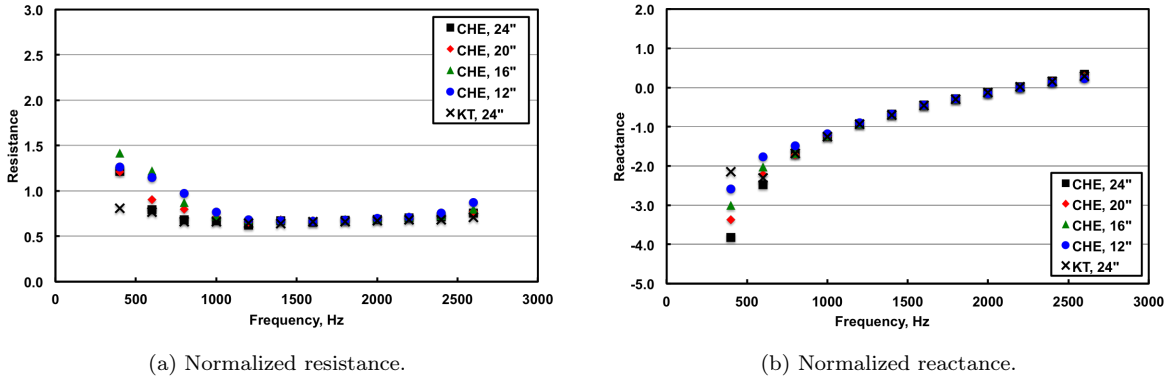 3.0
2.5
2.0
1.5
1.0
0.5
0.0
Resistance
CHE, 24"
CHE, 20"
CHE, 16"
CHE, 12"
KT, 24"
0 500 1000 1500 2000 2500 3000
Frequency, Hz
(a) Normalized resistance.
2.0
1.0
0.0
-1.0
-2.0
-3.0
-4.0
-5.0
Reactance
CHE, 24"
CHE, 20"
CHE, 16"
CHE, 12"
KT, 24"
0 500 1000 1500 2000 2500 3000
Frequency, Hz
(b) Normalized reactance.